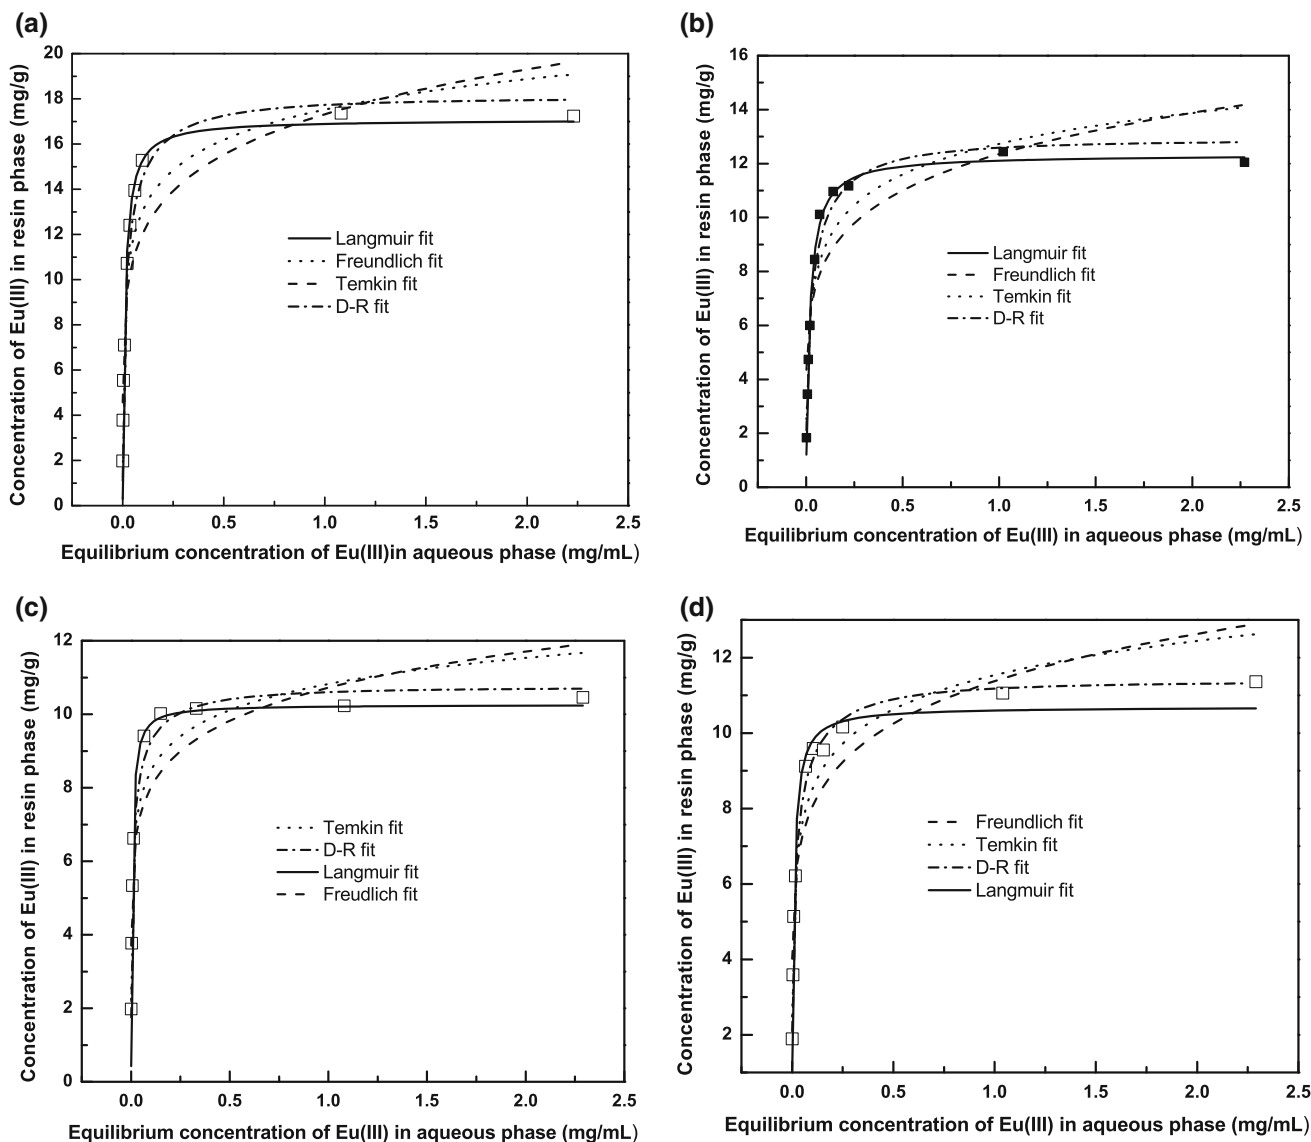 (a)
20
18
16
14
12
10
8
6
4
2
0
0.0 0.5 1.0 1.5 2.0 2.5
Concentration of Eu(III) in resin phase (mg/g)
Equilibrium concentration of Eu(III)in aqueous phase (mg/mL)
Langmuir fit
Freundlich fit
Temkin fit
D-R fit
(b)
16
14
12
10
8
6
4
2
0
0.0 0.5 1.0 1.5 2.0 2.5
Concentration of Eu(III) in resin phase (mg/g)
Equilibrium concentration of Eu(III) in aqueous phase (mg/mL)
Langmuir fit
Freundlich fit
Temkin fit
D-R fit
(c)
12
10
8
6
4
2
0
0.0 0.5 1.0 1.5 2.0 2.5
Concentration of Eu(III) in resin phase (mg/g)
Equilibrium concentration of Eu(III) in aqueous phase (mg/mL)
Temkin fit
D-R fit
Langmuir fit
Freudlich fit
(d)
12
10
8
6
4
2
0.0 0.5 1.0 1.5 2.0 2.5
Concentration of Eu(III) in resin phase (mg/g)
Equilibrium concentration of Eu(III) in aqueous phase (mg/mL)
Freundlich fit
Temkin fit
D-R fit
Langmuir fit